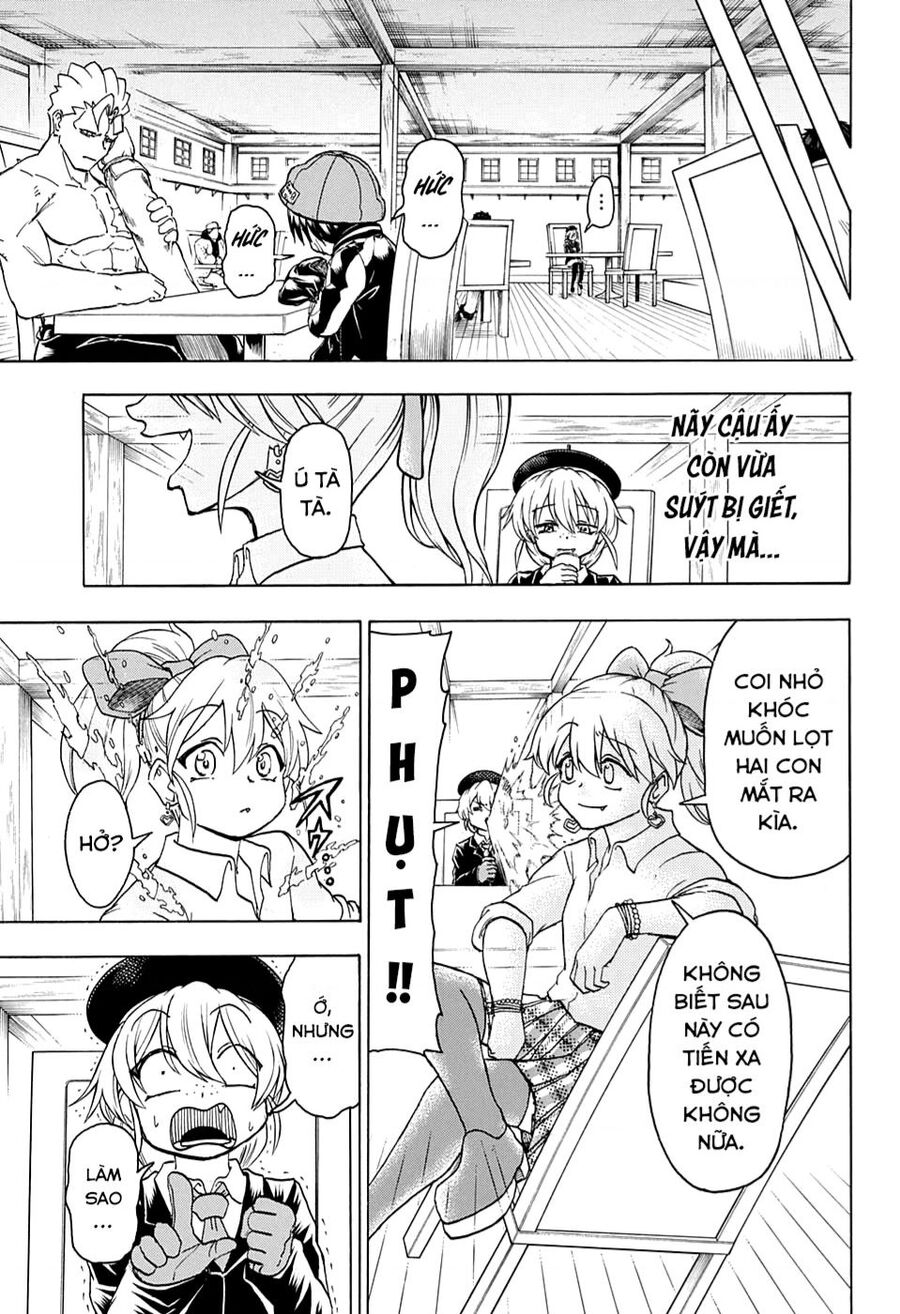 ...
HỨC
...
HỨC
...
NÃY CẬU ẤY
CÒN VỪA
SUÝT BỊ GIẾT,
VẬY MÀ...
Ú TÀ
TÀ.
COI NHỎ
KHÓC
MUỐN LỌT
HAI CON
MẮT RA
KÌA.
PHỤT!!
KHÔNG
BIẾT SAU
NÀY CÓ
TIẾN XA
ĐƯỢC
KHÔNG
NỮA.
HỞ?
Ớ,
NHƯNG
...
LÀM
SAO
...